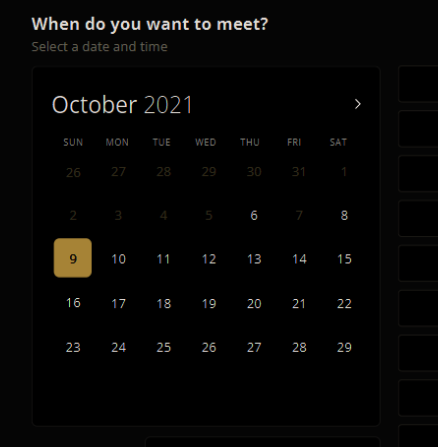 When do you want to meet?
Select a date and time
October 2021
SUN MON TUE WED THU FRI SAT
26 27 28 29 30 31 1
2 3 4 5 6 7 8
9 10 11 12 13 14 15
16 17 18 19 20 21 22
23 24 25 26 27 28 29